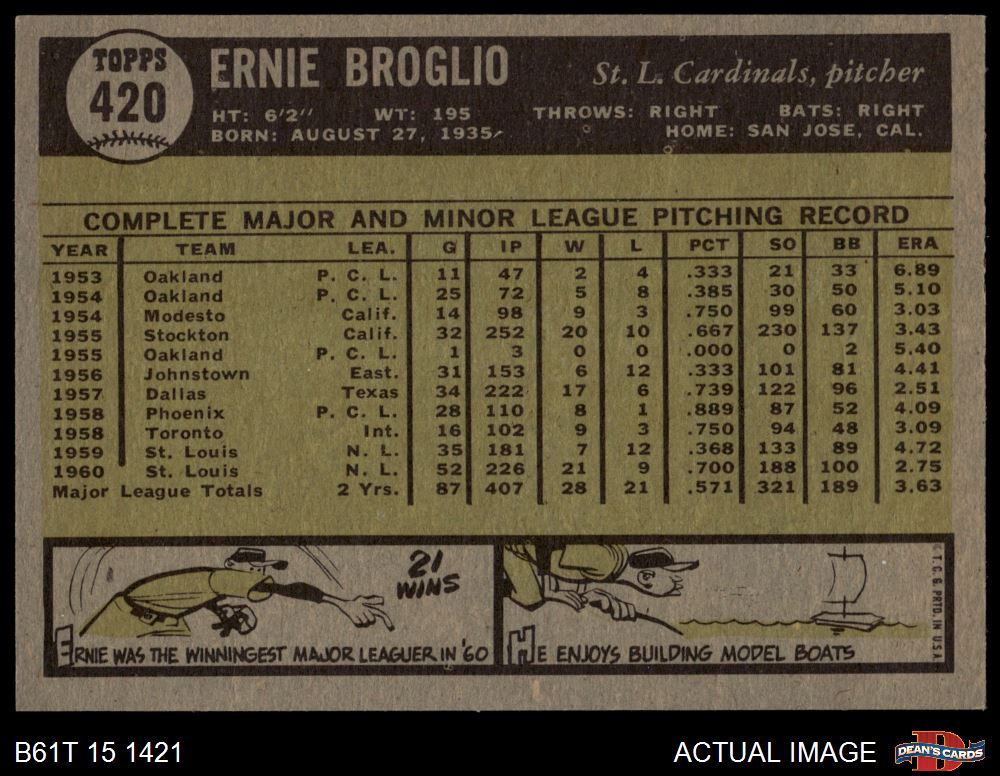 TOPPS
420
ERNIE BROGLIO
St. L. Cardinals, pitcher
HT: 6'2" WT: 195 THROWS: RIGHT BATS: RIGHT
BORN: AUGUST 27, 1935 HOME: SAN JOSE, CAL.
COMPLETE MAJOR AND MINOR LEAGUE PITCHING RECORD
YEAR TEAM LEA. G IP W L PCT SO BB ERA
1953 Oakland P. C. L. 11 47 2 4 .333 21 33 6.89
1954 Oakland P. C. L. 25 72 5 8 .385 30 50 5.10
1954 Modesto Calif. 14 98 9 3 .750 99 60 3.03
1955 Stockton Calif. 32 252 20 10 .667 230 137 3.43
1955 Oakland P. C. L. 1 3 0 0 .000 0 2 5.40
1956 Johnstown East. 31 153 6 12 .333 101 81 4.41
1957 Dallas Texas 34 222 17 6 .739 122 96 2.51
1958 Phoenix P. C. L. 28 110 8 1 .889 87 52 4.09
1958 Toronto Int. 16 102 9 3 .750 94 48 3.09
1959 St. Louis N. L. 35 181 7 12 .368 133 89 4.72
1960 St. Louis N. L. 52 226 21 9 .700 188 100 2.75
Major League Totals 2 Yrs. 87 407 28 21 .571 321 189 3.63
21
WINS
ERNIE WAS THE WINNINGEST MAJOR LEAGUER IN '60
HE ENJOYS BUILDING MODEL BOATS
©T. C. G. PRTD. IN U.S.A.
B61T 15 1421
ACTUAL IMAGE
D
DEAN'S CARDS